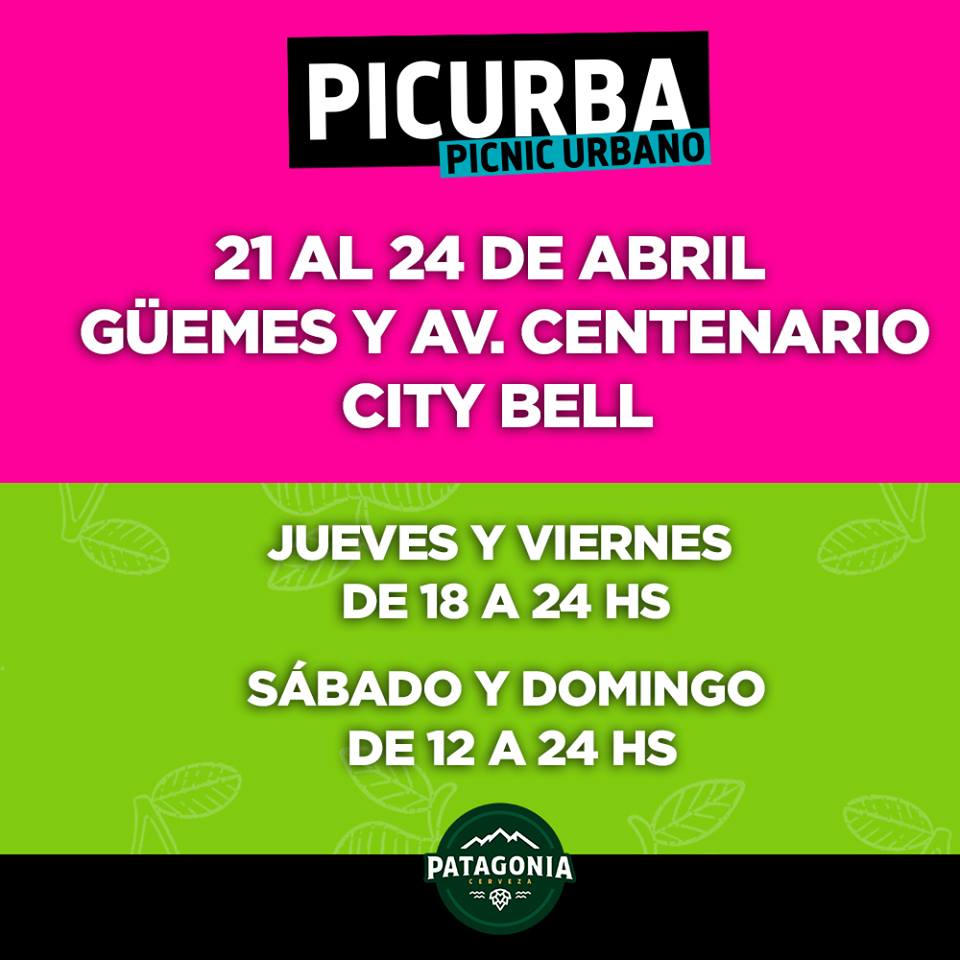 PICURBA
PICNIC URBANO
21 AL 24 DE ABRIL
GÜEMES Y AV. CENTENARIO
CITY BELL
JUEVES Y VIERNES
DE 18 A 24 HS
SÁBADO Y DOMINGO
DE 12 A 24 HS
PATAGONIA
CERVEZA